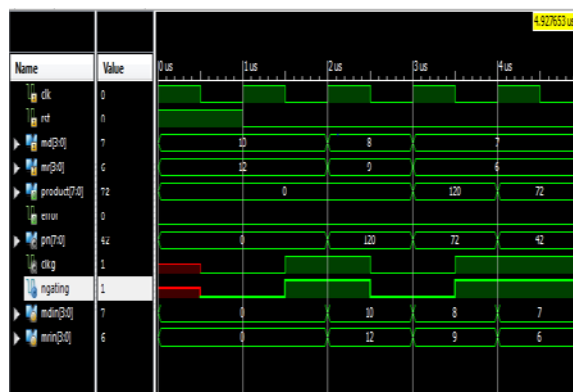 4.927653 us
Name Value 0 us 1 us 2 us 3 us 4 us
clk 0
rst 0
md[3:0] 7 10 8 7
mr[3:0] 6 12 9 6
product[7:0] 72 0 120 72
error 0
pn[7:0] 42 0 120 72 42
clkg 1
ngating 1
mdin[3:0] 7 0 10 8 7
mrin[3:0] 6 0 12 9 6